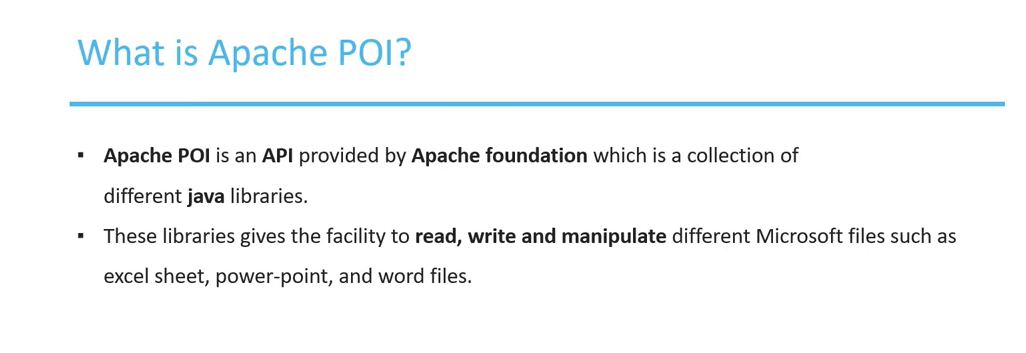 What is Apache POI?
▪ Apache POI is an API provided by Apache foundation which is a collection of
different java libraries.
▪ These libraries gives the facility to read, write and manipulate different Microsoft files such as
excel sheet, power-point, and word files.